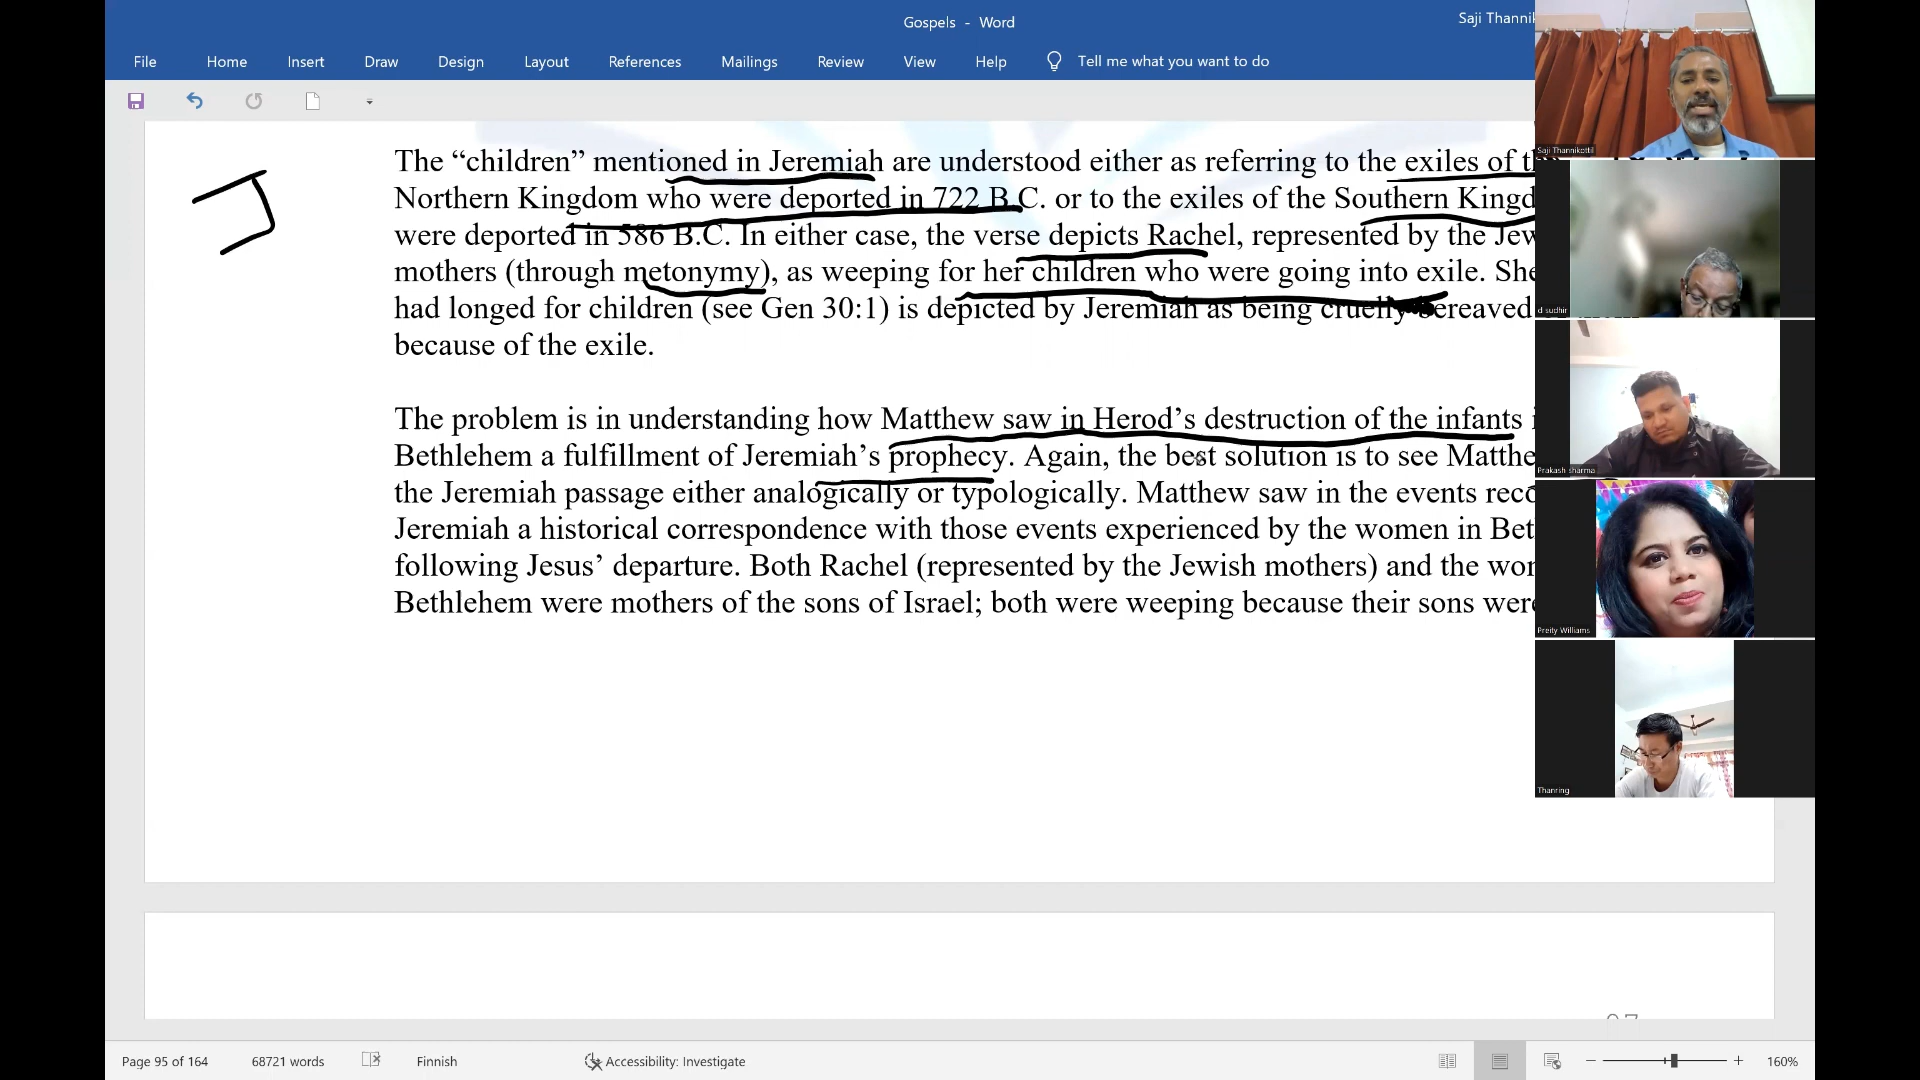 Gospels - Word
Saji Thannik
File Home Insert Draw Design Layout References Mailings Review View Help Tell me what you want to do
The “children” mentioned in Jeremiah are understood either as referring to the exiles of
Northern Kingdom who were deported in 722 B.C. or to the exiles of the Southern Kingd
were deported in 586 B.C. In either case, the verse depicts Rachel, represented by the Jew
mothers (through metonymy), as weeping for her children who were going into exile. She
had longed for children (see Gen 30:1) is depicted by Jeremiah as being cruelly bereaved
because of the exile.
The problem is in understanding how Matthew saw in Herod’s destruction of the infants
Bethlehem a fulfillment of Jeremiah’s prophecy. Again, the best solution is to see Matthe
the Jeremiah passage either analogically or typologically. Matthew saw in the events reco
Jeremiah a historical correspondence with those events experienced by the women in Bet
following Jesus’ departure. Both Rachel (represented by the Jewish mothers) and the wo
Bethlehem were mothers of the sons of Israel; both were weeping because their sons were
Saji Thannikottil
d sudhir
Prakash sharma
Preity Williams
Thanring
Page 95 of 164 68721 words Finnish Accessibility: Investigate 160%